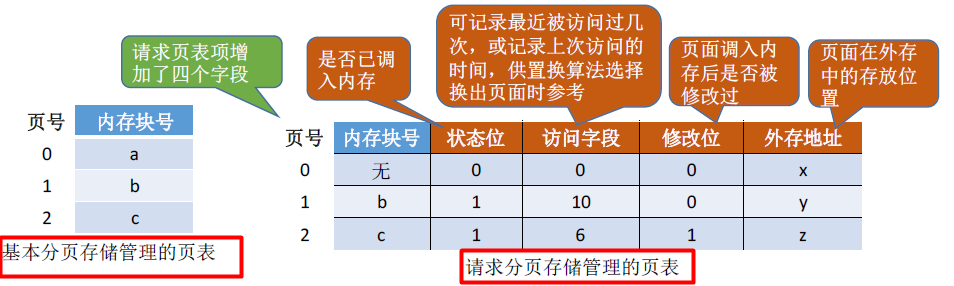 请求页表项增
加了四个字段
是否已调
入内存
可记录最近被访问过几
次，或记录上次访问的
时间，供置换算法选择
换出页面时参考
页面调入内
存后是否被
修改过
页面在外存
中的存放位
置
页号 内存块号
0 a
1 b
2 c
基本分页存储管理的页表
页号 内存块号 状态位 访问字段 修改位 外存地址
0 无 0 0 0 x
1 b 1 10 0 y
2 c 1 6 1 z
请求分页存储管理的页表